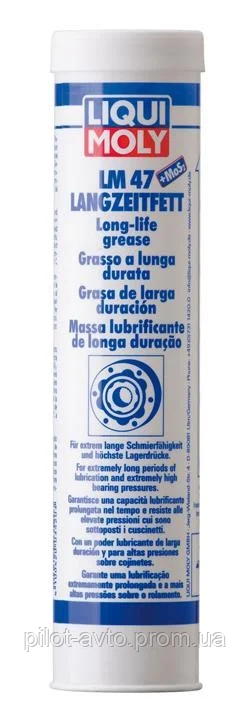 LIQUI
MOLY
LM 47
+MoS₂
LANGZEITFETT
Long-life
grease
Grasso a lunga
durata
Grasa de larga
duración
Massa lubrificante
de longa duração
Für extrem lange Schmierfähigkeit
und höchste Lagerdrücke.
For extremely long periods of
lubrication and extremely high
bearing pressures.
Garantisce una capacità lubrificante
prolungata nel tempo e resiste alle
elevate pressioni cui sono
sottoposti i cuscinetti.
Con un poder lubricante de larga
duración y para altas presiones
sobre cojinetes.
Garante uma lubrificação
extremamente prolongada e a mais
altas pressões sobre o rolamento.
pilot-avto.prom.ua